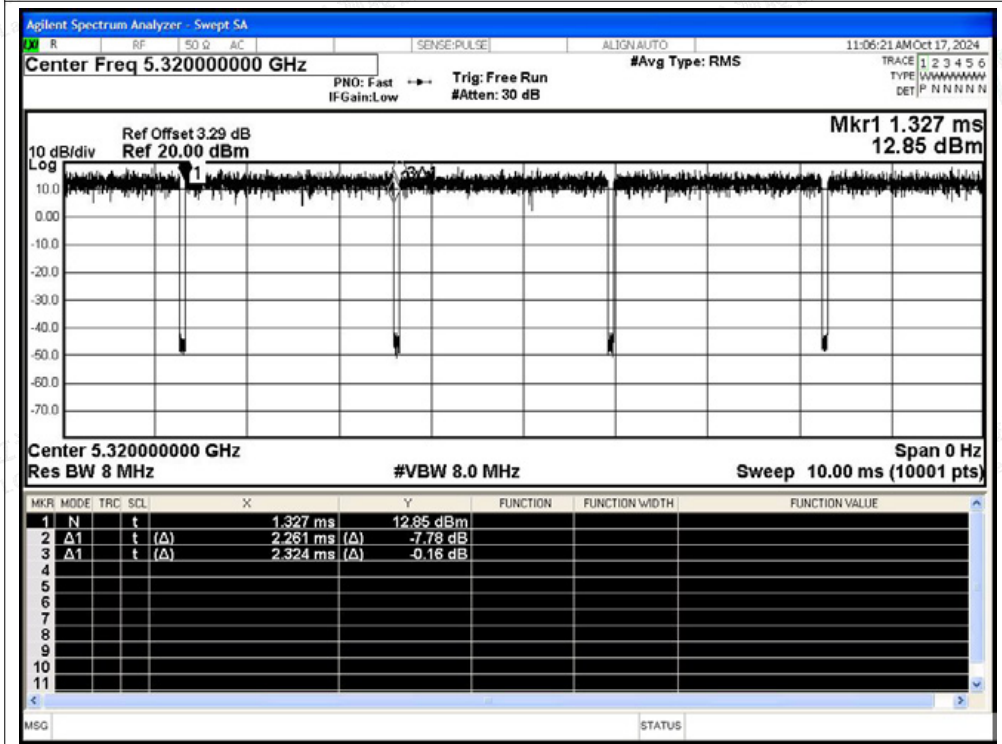 Agilent Spectrum Analyzer - Swept SA
R RF 50 Ω AC SENSE:PULSE ALIGN AUTO 11:06:21 AM Oct 17, 2024
Center Freq 5.320000000 GHz #Avg Type: RMS TRACE 1 2 3 4 5 6
PNO: Fast Trig: Free Run TYPE WWWWWW
IFGain:Low #Atten: 30 dB DET P N N N N N
Mkr1 1.327 ms
Ref Offset 3.29 dB
10 dB/div Ref 20.00 dBm 12.85 dBm
Log
1
10.0
0.00
-10.0
-20.0
-30.0
-40.0
-50.0
-60.0
-70.0
Center 5.320000000 GHz Span 0 Hz
Res BW 8 MHz #VBW 8.0 MHz Sweep 10.00 ms (10001 pts)
MKR MODE TRC SCL X Y FUNCTION FUNCTION WIDTH FUNCTION VALUE
1 N t 1.327 ms 12.85 dBm
2 Δ1 t (Δ) 2.261 ms (Δ) -7.78 dB
3 Δ1 t (Δ) 2.324 ms (Δ) -0.16 dB
4
5
6
7
8
9
10
11
MSG STATUS